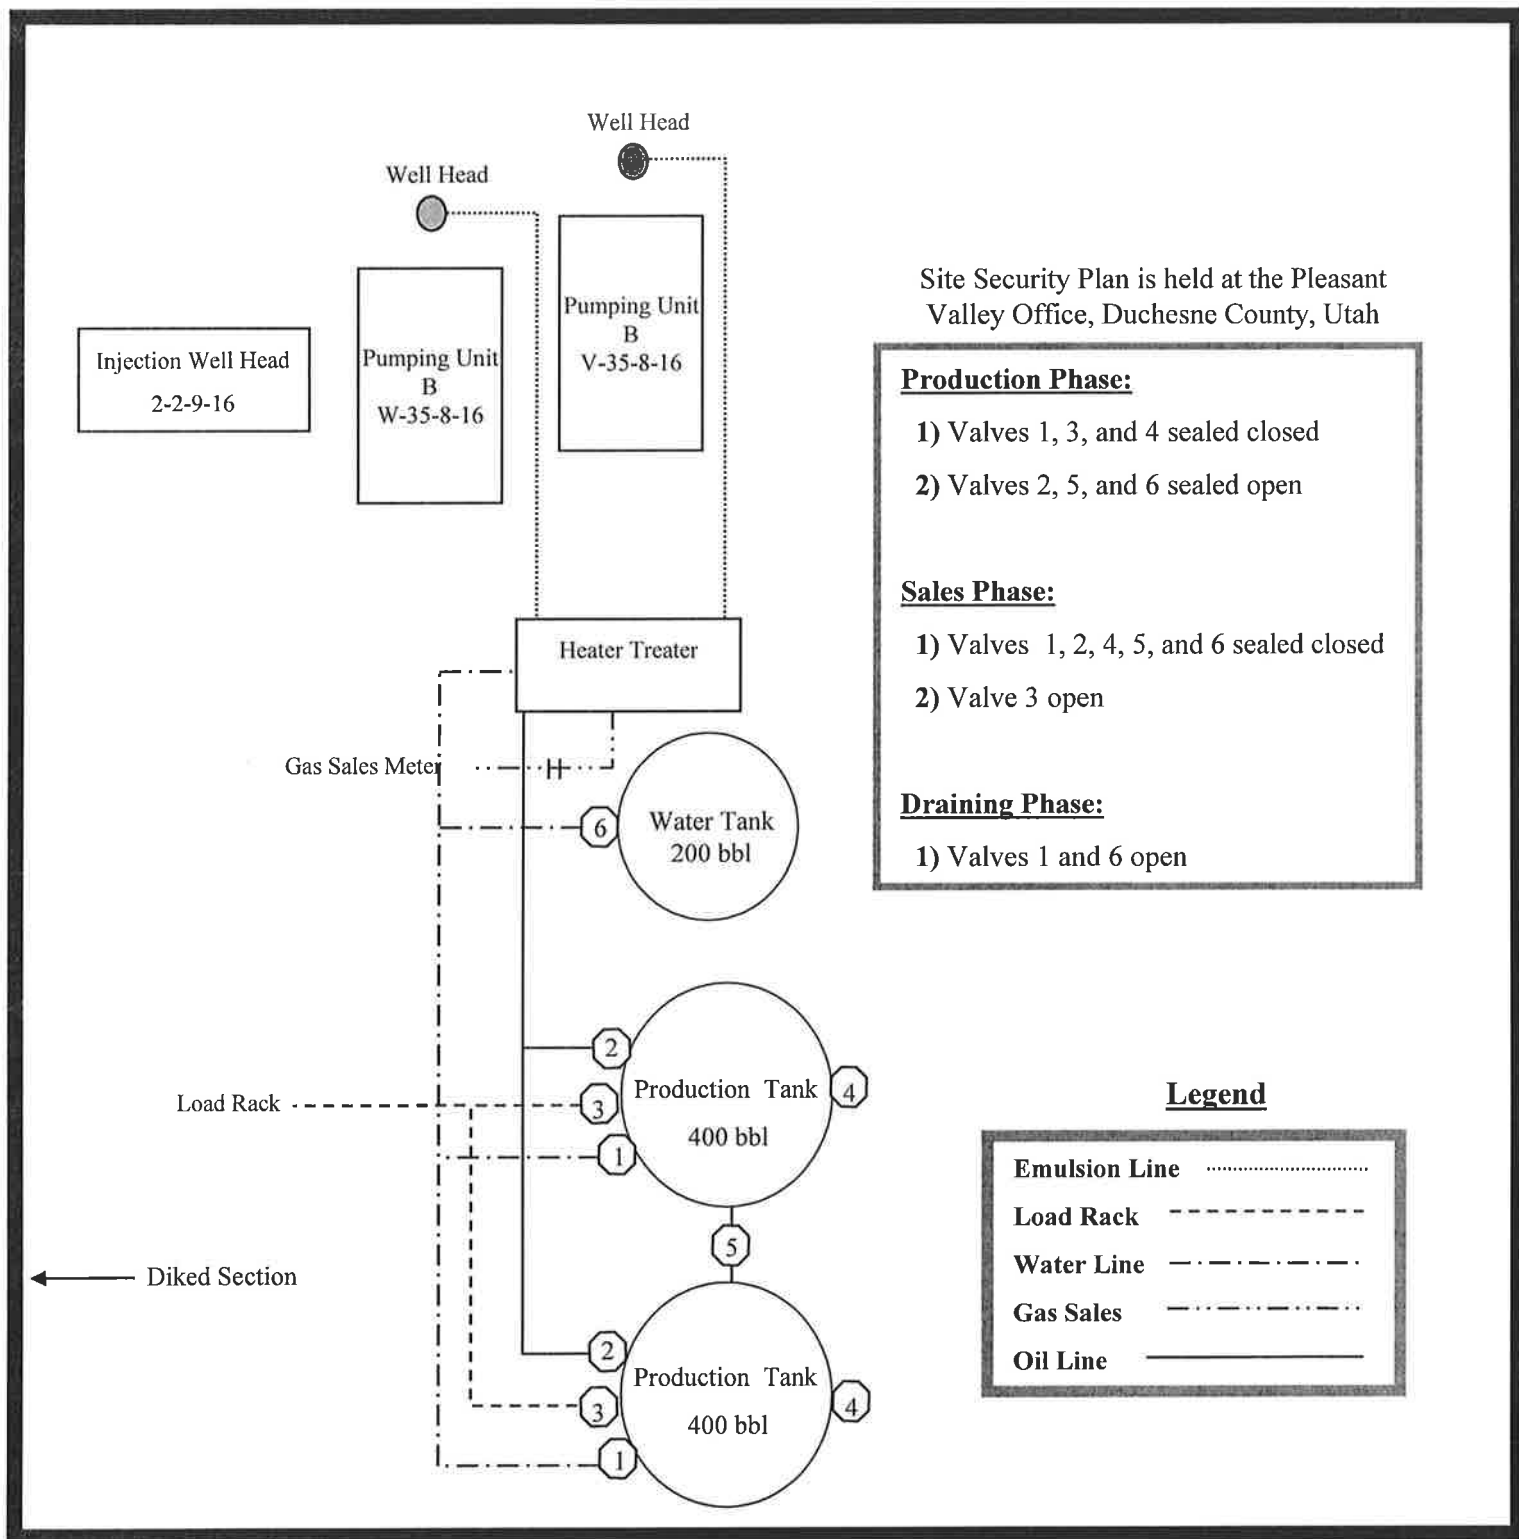 Well Head
Well Head
Pumping Unit
B
V-35-8-16
Pumping Unit
B
W-35-8-16
Injection Well Head
2-2-9-16
Site Security Plan is held at the Pleasant
Valley Office, Duchesne County, Utah
Production Phase:
1) Valves 1, 3, and 4 sealed closed
2) Valves 2, 5, and 6 sealed open
Sales Phase:
1) Valves 1, 2, 4, 5, and 6 sealed closed
2) Valve 3 open
Draining Phase:
1) Valves 1 and 6 open
Heater Treater
Gas Sales Meter
6
Water Tank
200 bbl
2
Production Tank
400 bbl
4
Load Rack
3
1
5
Diked Section
2
Production Tank
400 bbl
4
3
1
Legend
Emulsion Line
Load Rack
Water Line
Gas Sales
Oil Line